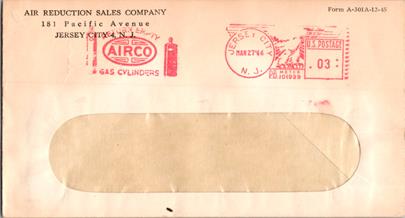 AIR REDUCTION SALES COMPANY
181 Pacific Avenue
JERSEY CITY 4, N. J.
Form A-301A-12-45
AIRCO
GAS CYLINDERS
JERSEY CITY
MAR 27 '46
N. J.
U.S. POSTAGE
.03
METER